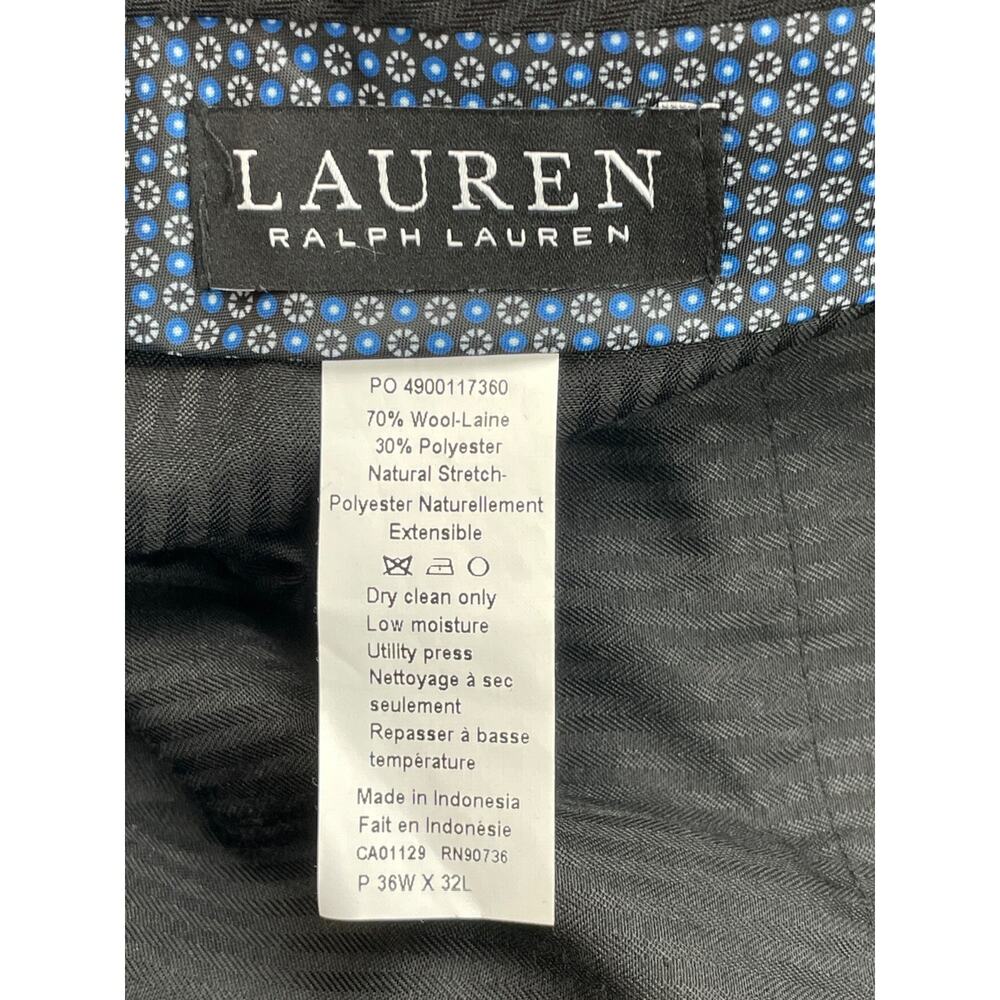 LAUREN
RALPH LAUREN
PO 4900117360
70% Wool-Laine
30% Polyester
Natural Stretch-
Polyester Naturellement
Extensible
Dry clean only
Low moisture
Utility press
Nettoyage à sec
seulement
Repasser à basse
température
Made in Indonesia
Fait en Indonésie
CA01129 RN90736
P 36W X 32L